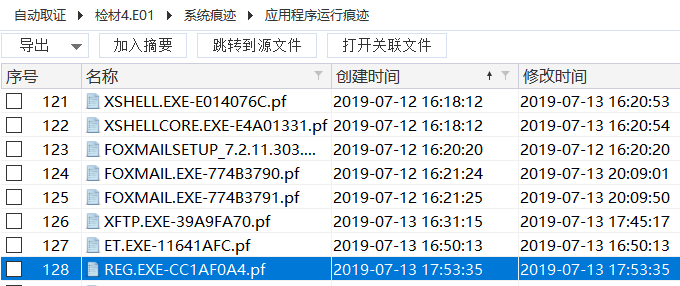 自动取证 检材4.E01 系统痕迹 应用程序运行痕迹
导出 加入摘要 跳转到源文件 打开关联文件
序号 名称 创建时间 修改时间
121 XSHELL.EXE-E014076C.pf 2019-07-12 16:18:12 2019-07-13 16:20:53
122 XSHELLCORE.EXE-E4A01331.pf 2019-07-12 16:18:12 2019-07-13 16:20:54
123 FOXMAILSETUP_7.2.11.303.... 2019-07-12 16:20:20 2019-07-12 16:20:20
124 FOXMAIL.EXE-774B3790.pf 2019-07-12 16:21:24 2019-07-13 20:09:01
125 FOXMAIL.EXE-774B3791.pf 2019-07-12 16:21:25 2019-07-13 20:09:50
126 XFTP.EXE-39A9FA70.pf 2019-07-13 16:31:15 2019-07-13 17:45:17
127 ET.EXE-11641AFC.pf 2019-07-13 16:50:13 2019-07-13 16:50:13
128 REG.EXE-CC1AF0A4.pf 2019-07-13 17:53:35 2019-07-13 17:53:35